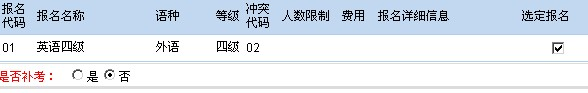 报名代码 报名名称 语种 等级 冲突代码 人数限制 费用 报名详细信息 选定报名
01 英语四级 外语 四级 02
是否补考： 是 否